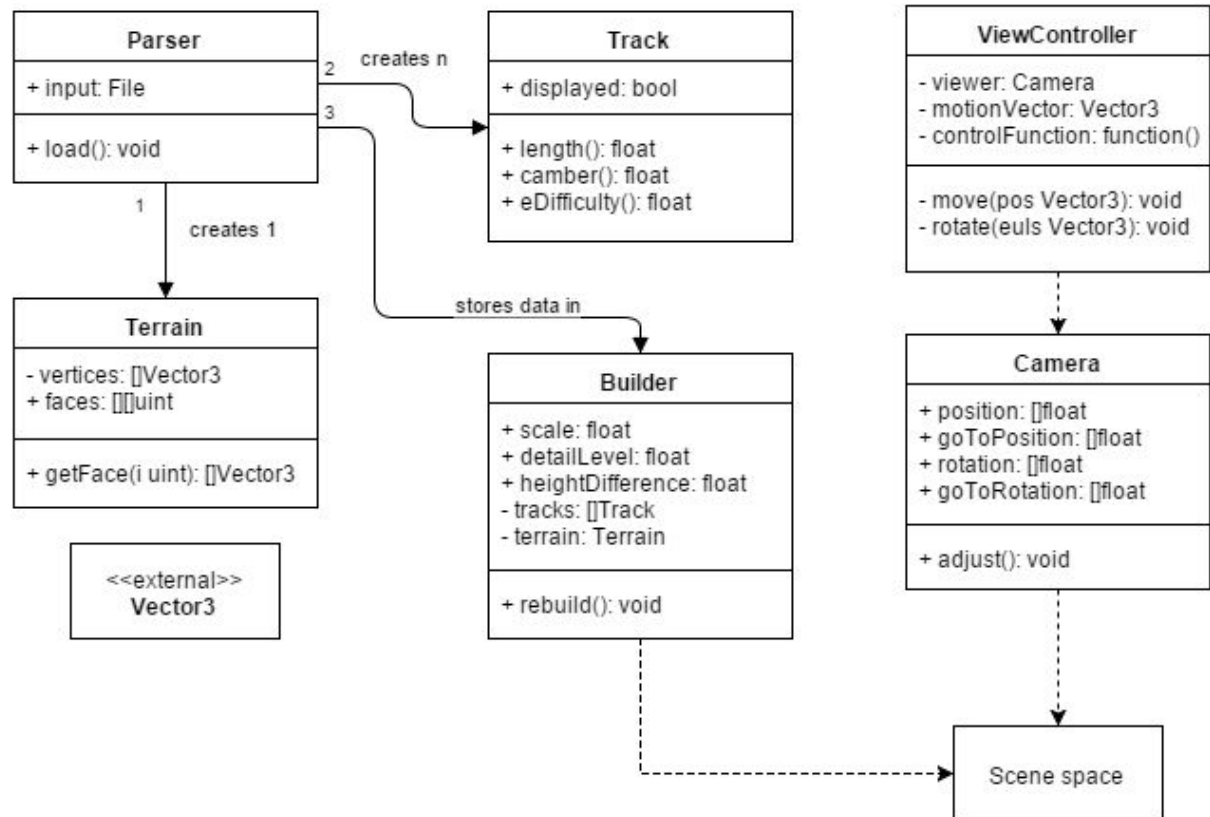 Parser
+ input: File
+ load(): void
2
creates n
3
1
creates 1
Track
+ displayed: bool
+ length(): float
+ camber(): float
+ eDifficulty(): float
ViewController
- viewer: Camera
- motionVector: Vector3
- controlFunction: function()
- move(pos Vector3): void
- rotate(euls Vector3): void
Terrain
- vertices: []Vector3
+ faces: [][]uint
+ getFace(i uint): []Vector3
stores data in
Builder
+ scale: float
+ detailLevel: float
+ heightDifference: float
- tracks: []Track
- terrain: Terrain
+ rebuild(): void
Camera
+ position: []float
+ goToPosition: []float
+ rotation: []float
+ goToRotation: []float
+ adjust(): void
<<external>>
Vector3
Scene space